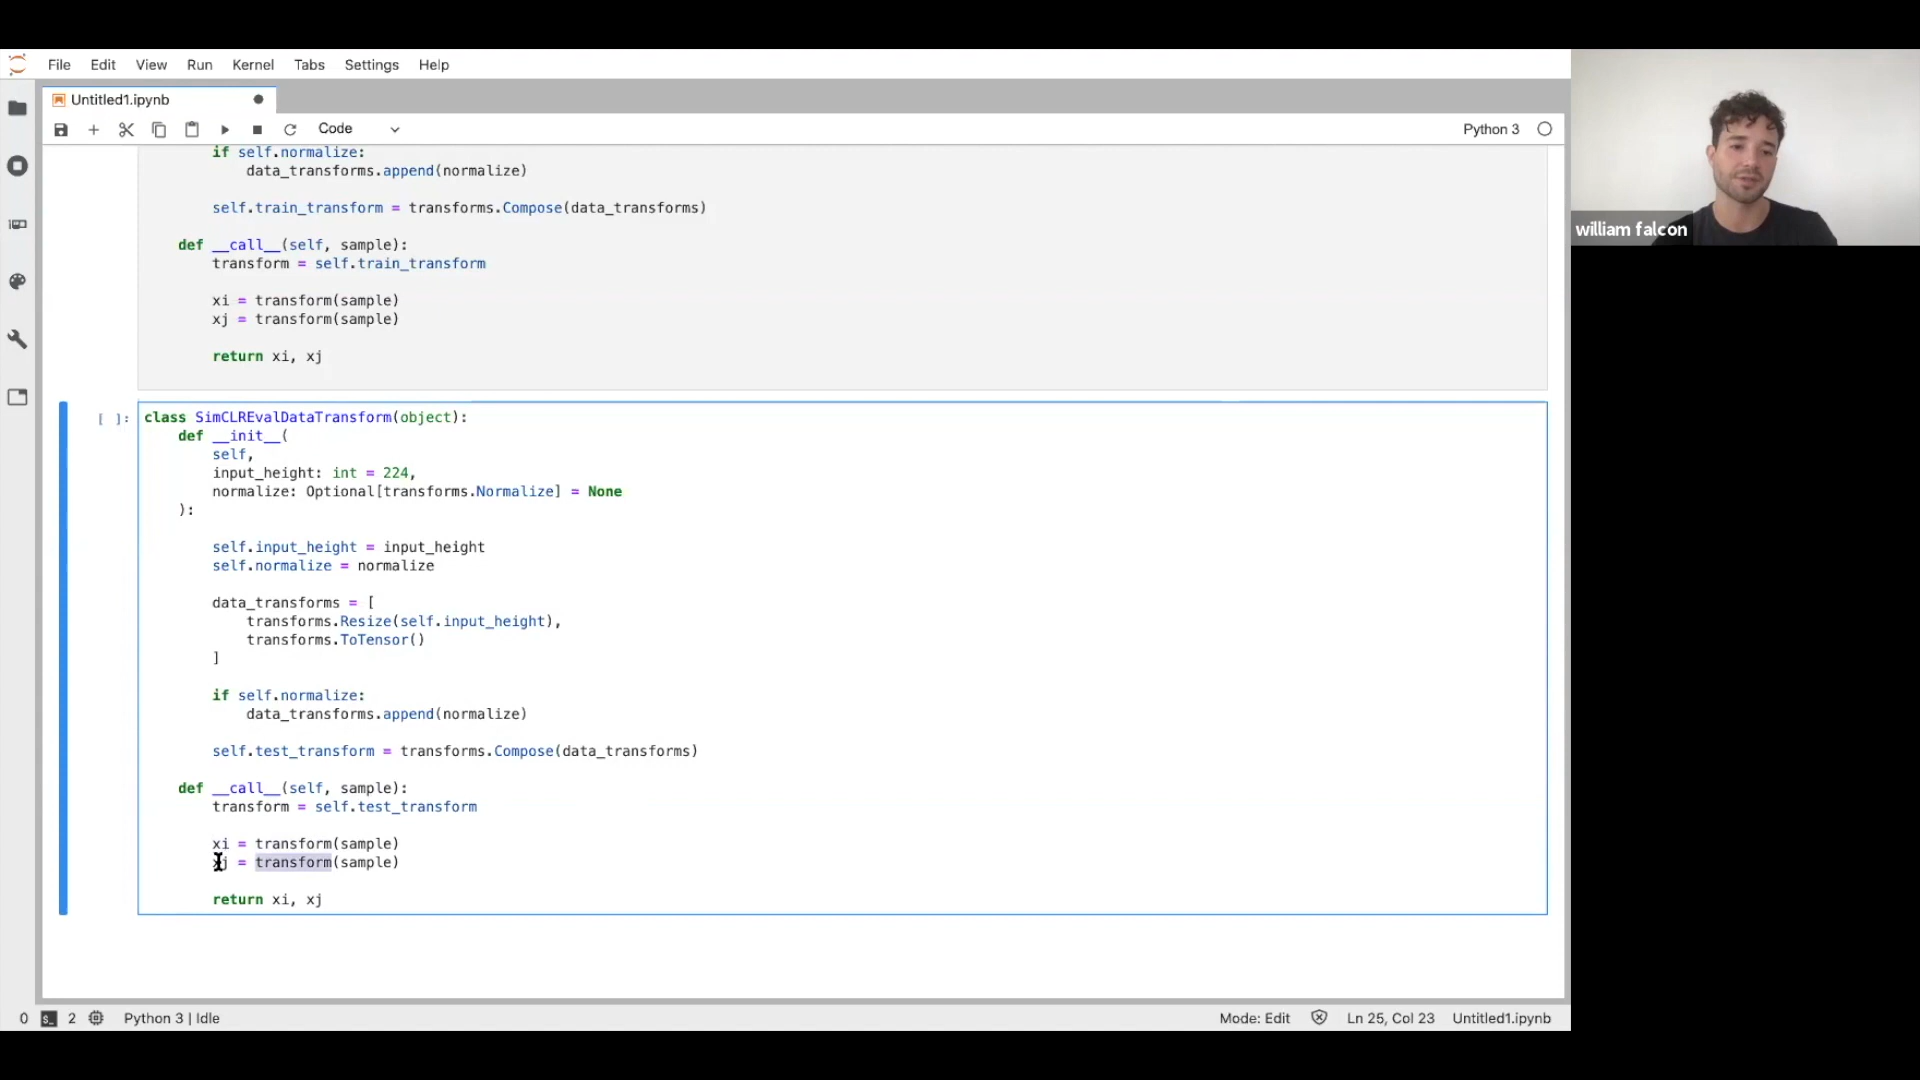 File Edit View Run Kernel Tabs Settings Help
Untitled1.ipynb
Code
Python 3
if self.normalize:
data_transforms.append(normalize)
self.train_transform = transforms.Compose(data_transforms)
def __call__(self, sample):
transform = self.train_transform
xi = transform(sample)
xj = transform(sample)
return xi, xj
[ ]:
class SimCLREvalDataTransform(object):
def __init__(
self,
input_height: int = 224,
normalize: Optional[transforms.Normalize] = None
):
self.input_height = input_height
self.normalize = normalize
data_transforms = [
transforms.Resize(self.input_height),
transforms.ToTensor()
]
if self.normalize:
data_transforms.append(normalize)
self.test_transform = transforms.Compose(data_transforms)
def __call__(self, sample):
transform = self.test_transform
xi = transform(sample)
xj = transform(sample)
return xi, xj
0 2 Python 3 | Idle
Mode: Edit Ln 25, Col 23 Untitled1.ipynb
william falcon